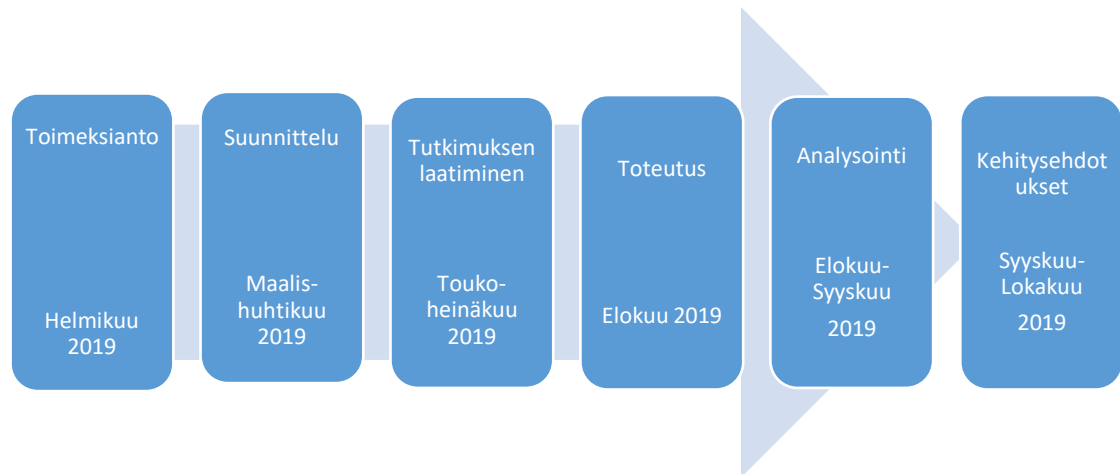 Toimeksianto
Helmikuu
2019
Suunnittelu
Maalis-
huhtikuu
2019
Tutkimuksen
laatiminen
Touko-
heinäkuu
2019
Toteutus
Elokuu 2019
Analysointi
Elokuu-
Syyskuu
2019
Kehitysehdot
ukset
Syyskuu-
Lokakuu
2019